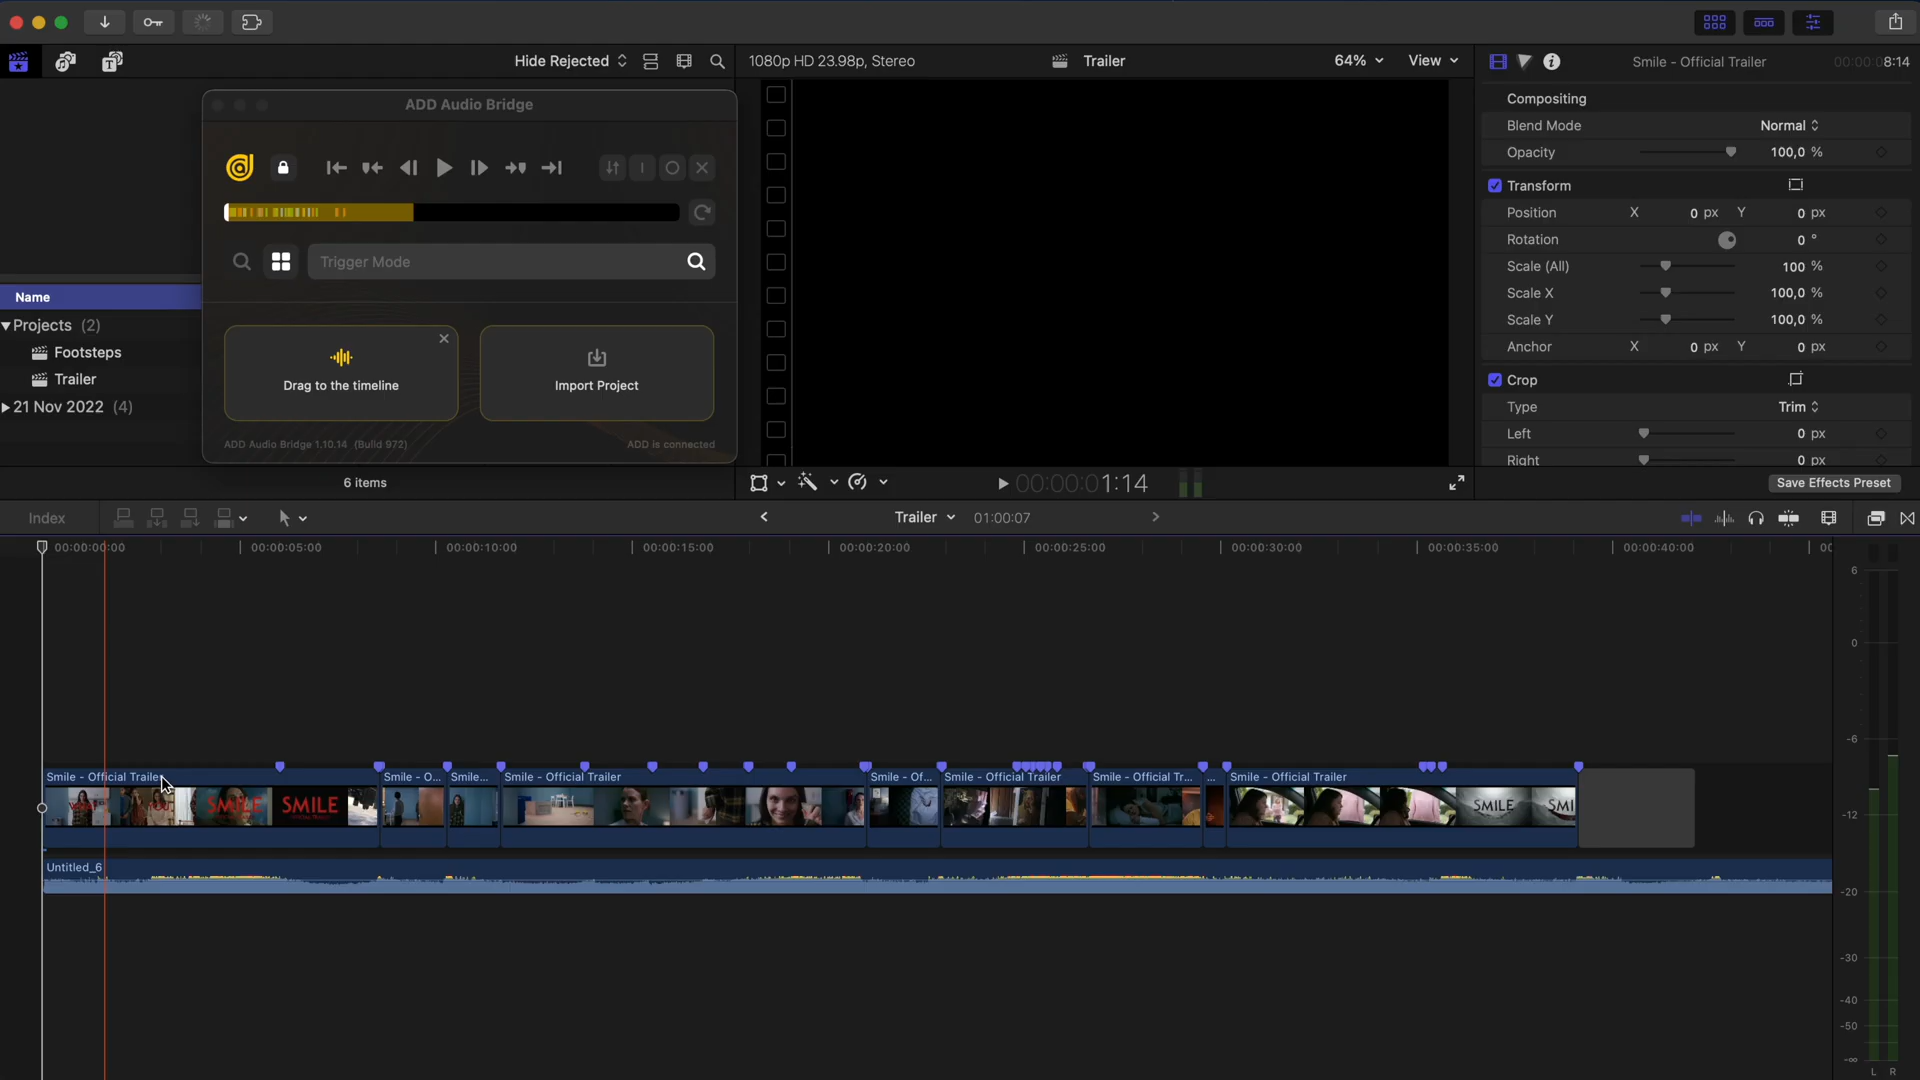 Hide Rejected
1080p HD 23.98p, Stereo
Trailer
64%
View
Smile - Official Trailer
00:00:08:14
ADD Audio Bridge
Trigger Mode
Drag to the timeline
Import Project
ADD Audio Bridge 1.10.14 (Build 972)
ADD is connected
Name
Projects (2)
Footsteps
Trailer
21 Nov 2022 (4)
6 items
00:00:01:14
Compositing
Blend Mode
Normal
Opacity
100,0 %
Transform
Position
X
0 px
Y
0 px
Rotation
0 °
Scale (All)
100 %
Scale X
100,0 %
Scale Y
100,0 %
Anchor
X
0 px
Y
0 px
Crop
Type
Trim
Left
0 px
Right
0 px
Save Effects Preset
Index
Trailer
01:00:07
00:00:00:00
00:00:05:00
00:00:10:00
00:00:15:00
00:00:20:00
00:00:25:00
00:00:30:00
00:00:35:00
00:00:40:00
Smile - Official Trailer
Smile - O...
Smile...
Smile - Official Trailer
Smile - Of...
Smile - Official Trailer
Smile - Official Tr...
...
Smile - Official Trailer
SMILE
SMILE
SMILE
SMI
Untitled_6
6
0
-6
-12
-20
-30
-40
-50
-∞
L
R